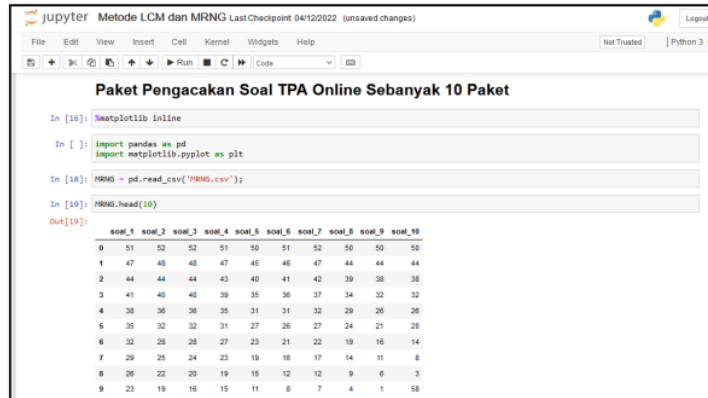 jupyter Metode LCM dan MRNG Last Checkpoint 04/12/2022 (unsaved changes) Logout
File Edit View Insert Cell Kernel Widgets Help Not Trusted Python 3
Run Code
Paket Pengacakan Soal TPA Online Sebanyak 10 Paket
In [16]: %matplotlib inline
In [ ]: import pandas as pd
import matplotlib.pyplot as plt
In [18]: MRNG = pd.read_csv('MRNG.csv');
In [19]: MRNG.head(10)
Out[19]:
soal_1 soal_2 soal_3 soal_4 soal_5 soal_6 soal_7 soal_8 soal_9 soal_10
0 51 52 52 51 50 51 52 50 50 50
1 47 48 48 47 45 46 47 44 44 44
2 44 44 44 43 40 41 42 39 38 38
3 41 40 40 39 35 36 37 34 32 32
4 38 36 36 35 31 31 32 29 26 26
5 35 32 32 31 27 26 27 24 21 20
6 32 28 28 27 23 21 22 19 16 14
7 29 25 24 23 19 16 17 14 11 8
8 26 22 20 19 15 12 12 9 6 3
9 23 19 16 15 11 8 7 4 1 58